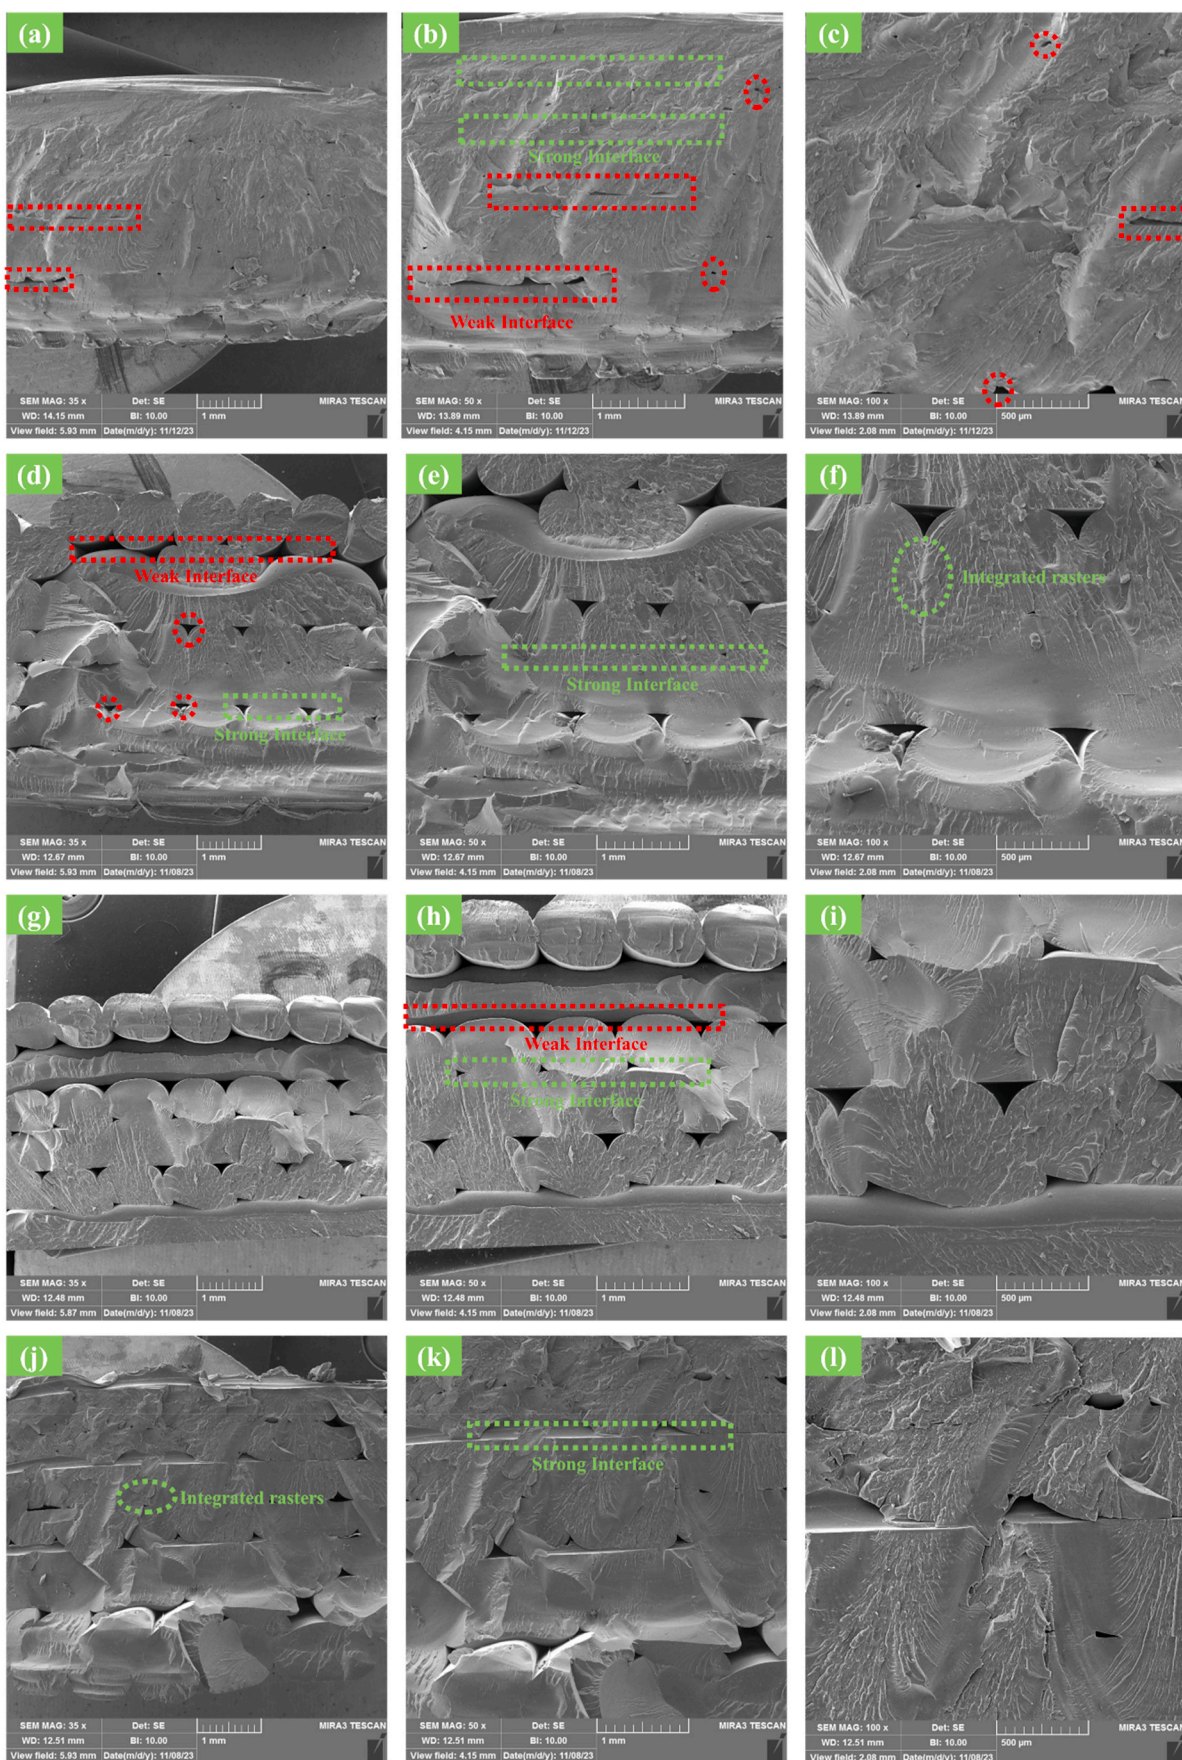 (a)
SEM MAG: 35 x Det: SE MIRA3 TESCAN
WD: 14.15 mm BI: 10.00 1 mm
View field: 5.93 mm Date(m/d/y): 11/12/23
(b)
Strong Interface
Weak Interface
SEM MAG: 50 x Det: SE MIRA3 TESCAN
WD: 13.89 mm BI: 10.00 1 mm
View field: 4.15 mm Date(m/d/y): 11/12/23
(c)
SEM MAG: 100 x Det: SE MIRA3 TESCAN
WD: 13.89 mm BI: 10.00 500 µm
View field: 2.08 mm Date(m/d/y): 11/12/23
(d)
Weak Interface
Strong Interface
SEM MAG: 35 x Det: SE MIRA3 TESCAN
WD: 12.67 mm BI: 10.00 1 mm
View field: 5.93 mm Date(m/d/y): 11/08/23
(e)
Strong Interface
SEM MAG: 50 x Det: SE MIRA3 TESCAN
WD: 12.67 mm BI: 10.00 1 mm
View field: 4.15 mm Date(m/d/y): 11/08/23
(f)
Integrated rasters
SEM MAG: 100 x Det: SE MIRA3 TESCAN
WD: 12.67 mm BI: 10.00 500 µm
View field: 2.08 mm Date(m/d/y): 11/08/23
(g)
SEM MAG: 35 x Det: SE MIRA3 TESCAN
WD: 12.48 mm BI: 10.00 1 mm
View field: 5.87 mm Date(m/d/y): 11/08/23
(h)
Weak Interface
Strong Interface
SEM MAG: 50 x Det: SE MIRA3 TESCAN
WD: 12.48 mm BI: 10.00 1 mm
View field: 4.15 mm Date(m/d/y): 11/08/23
(i)
SEM MAG: 100 x Det: SE MIRA3 TESCAN
WD: 12.48 mm BI: 10.00 500 µm
View field: 2.08 mm Date(m/d/y): 11/08/23
(j)
Integrated rasters
SEM MAG: 35 x Det: SE MIRA3 TESCAN
WD: 12.51 mm BI: 10.00 1 mm
View field: 5.93 mm Date(m/d/y): 11/08/23
(k)
Strong Interface
SEM MAG: 50 x Det: SE MIRA3 TESCAN
WD: 12.51 mm BI: 10.00 1 mm
View field: 4.15 mm Date(m/d/y): 11/08/23
(l)
SEM MAG: 100 x Det: SE MIRA3 TESCAN
WD: 12.51 mm BI: 10.00 500 µm
View field: 2.08 mm Date(m/d/y): 11/08/23